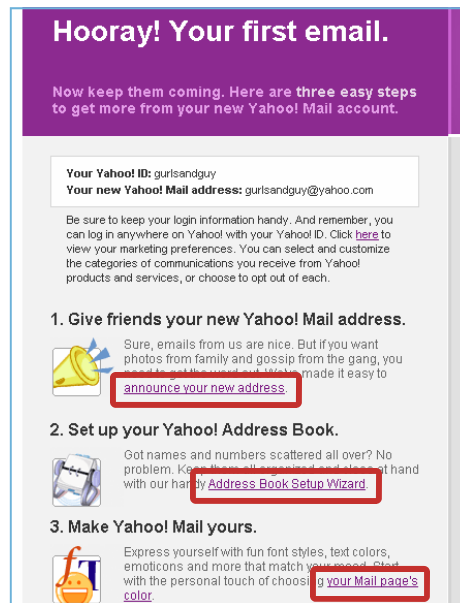 Hooray! Your first email.
Now keep them coming. Here are three easy steps
to get more from your new Yahoo! Mail account.
Your Yahoo! ID: gurlsandguy
Your new Yahoo! Mail address: gurlsandguy@yahoo.com
Be sure to keep your login information handy. And remember, you
can log in anywhere on Yahoo! with your Yahoo! ID. Click here to
view your marketing preferences. You can select and customize
the categories of communications you receive from Yahoo!
products and services, or choose to opt out of each.
1. Give friends your new Yahoo! Mail address.
Sure, emails from us are nice. But if you want
photos from family and gossip from the gang, you
need to get the word out. We've made it easy to
announce your new address.
2. Set up your Yahoo! Address Book.
Got names and numbers scattered all over? No
problem. Keep them all organized and close at hand
with our handy Address Book Setup Wizard.
3. Make Yahoo! Mail yours.
Express yourself with fun font styles, text colors,
emoticons and more that match your mood. Start
with the personal touch of choosing your Mail page's
color.